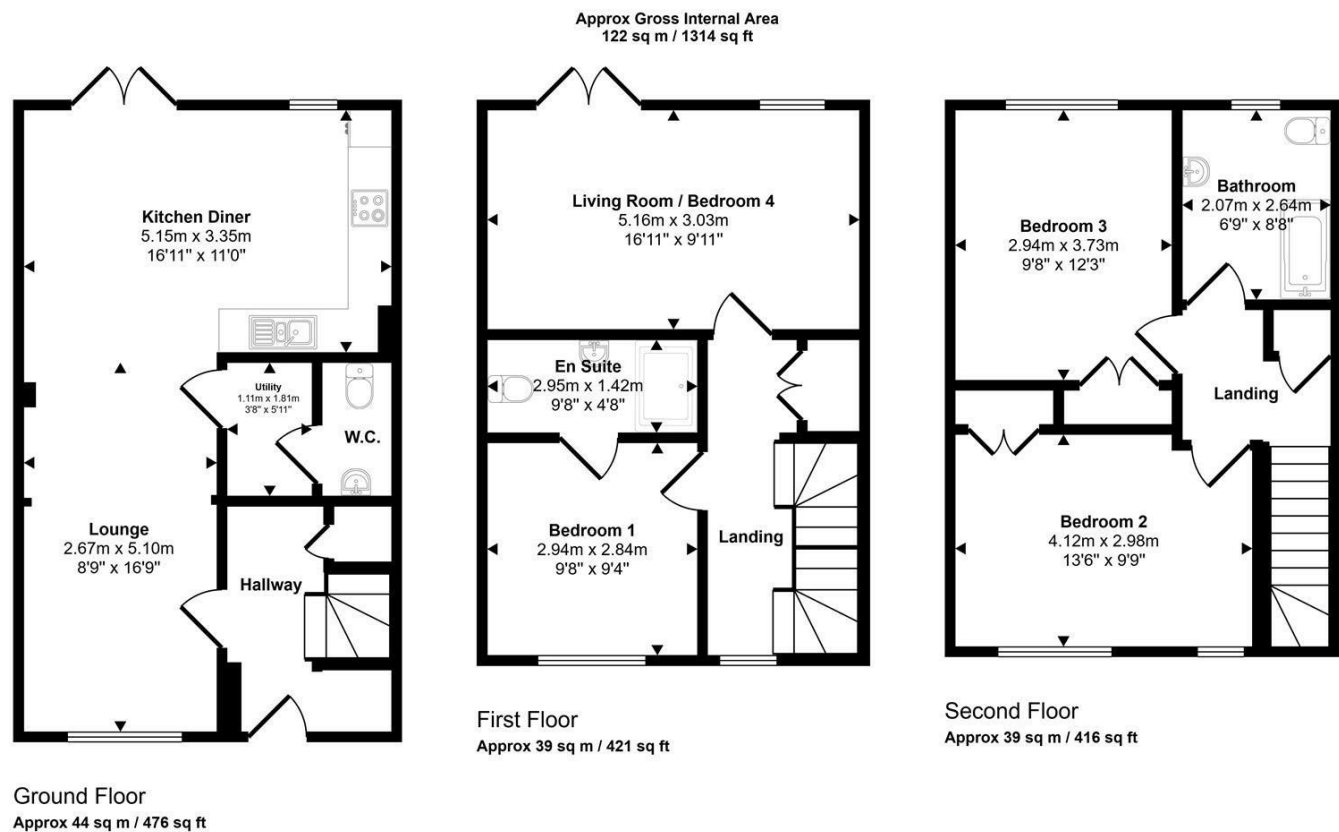 Approx Gross Internal Area
122 sq m / 1314 sq ft
Kitchen Diner
5.15m x 3.35m
16'11" x 11'0"
Utility
1.11m x 1.81m
3'8" x 5'11"
W.C.
Lounge
2.67m x 5.10m
8'9" x 16'9"
Hallway
Ground Floor
Approx 44 sq m / 476 sq ft
Living Room / Bedroom 4
5.16m x 3.03m
16'11" x 9'11"
En Suite
2.95m x 1.42m
9'8" x 4'8"
Bedroom 1
2.94m x 2.84m
9'8" x 9'4"
Landing
First Floor
Approx 39 sq m / 421 sq ft
Bedroom 3
2.94m x 3.73m
9'8" x 12'3"
Bathroom
2.07m x 2.64m
6'9" x 8'8"
Landing
Bedroom 2
4.12m x 2.98m
13'6" x 9'9"
Second Floor
Approx 39 sq m / 416 sq ft